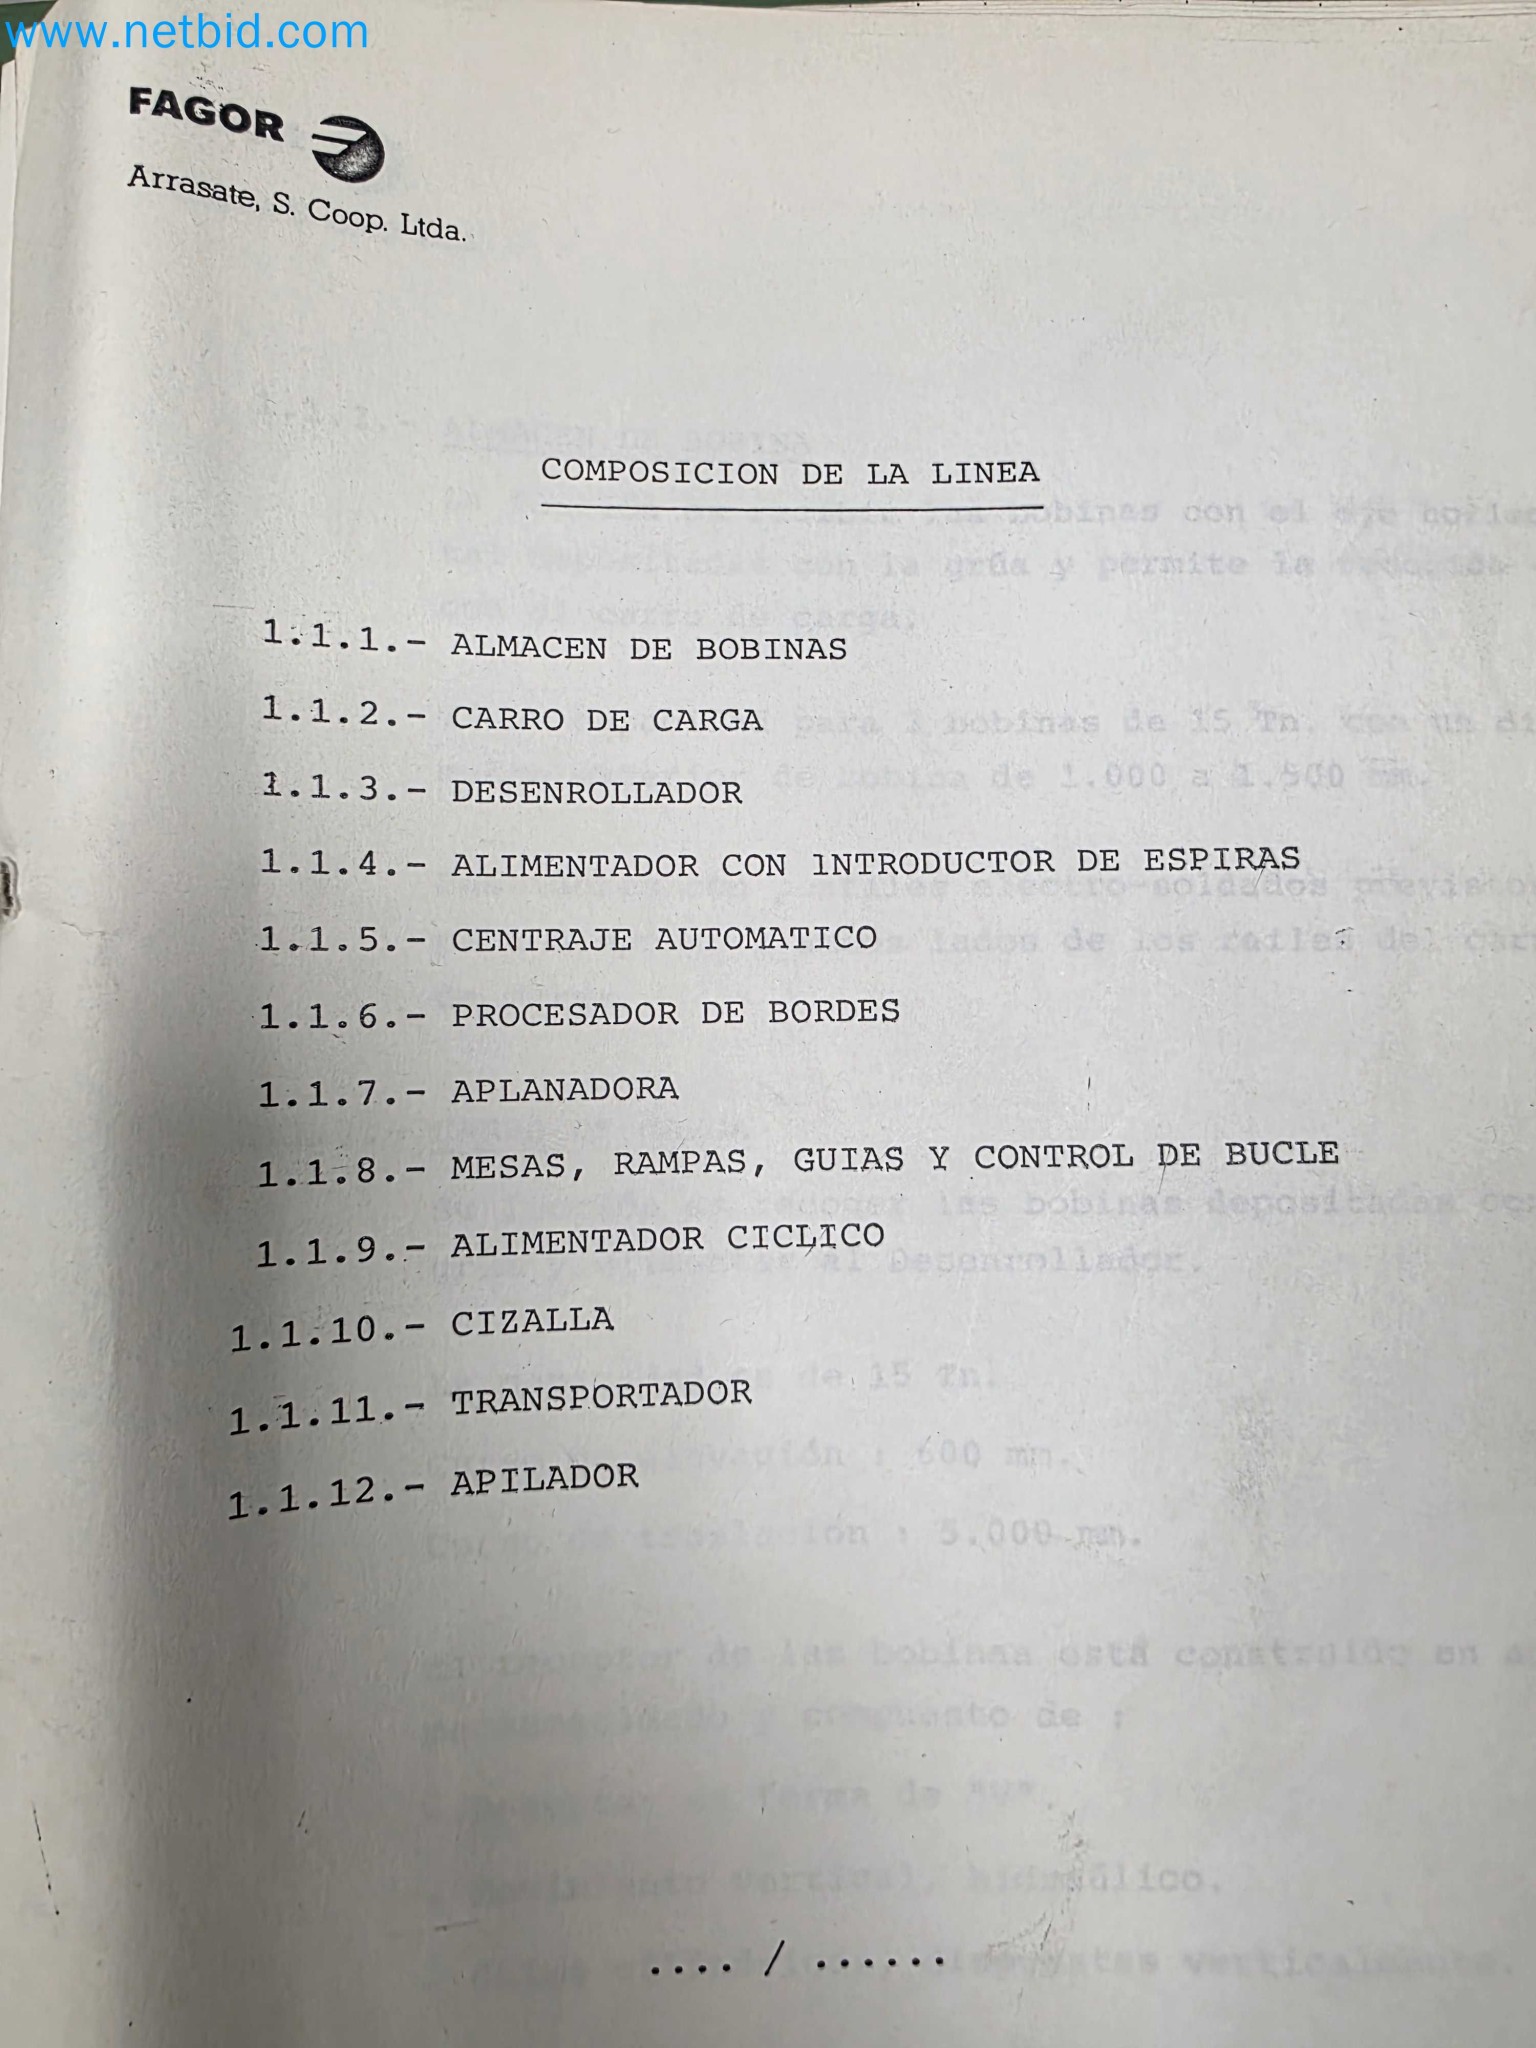 www.netbid.com
FAGOR
Arrasate, S. Coop. Ltda.
COMPOSICION DE LA LINEA
1.1.1.- ALMACEN DE BOBINAS
1.1.2.- CARRO DE CARGA
1.1.3.- DESENROLLADOR
1.1.4.- ALIMENTADOR CON INTRODUCTOR DE ESPIRAS
1.1.5.- CENTRAJE AUTOMATICO
1.1.6.- PROCESADOR DE BORDES
1.1.7.- APLANADORA
1.1.8.- MESAS, RAMPAS, GUIAS Y CONTROL DE BUCLE
1.1.9.- ALIMENTADOR CICLICO
1.1.10.- CIZALLA
1.1.11.- TRANSPORTADOR
1.1.12.- APILADOR
..../......